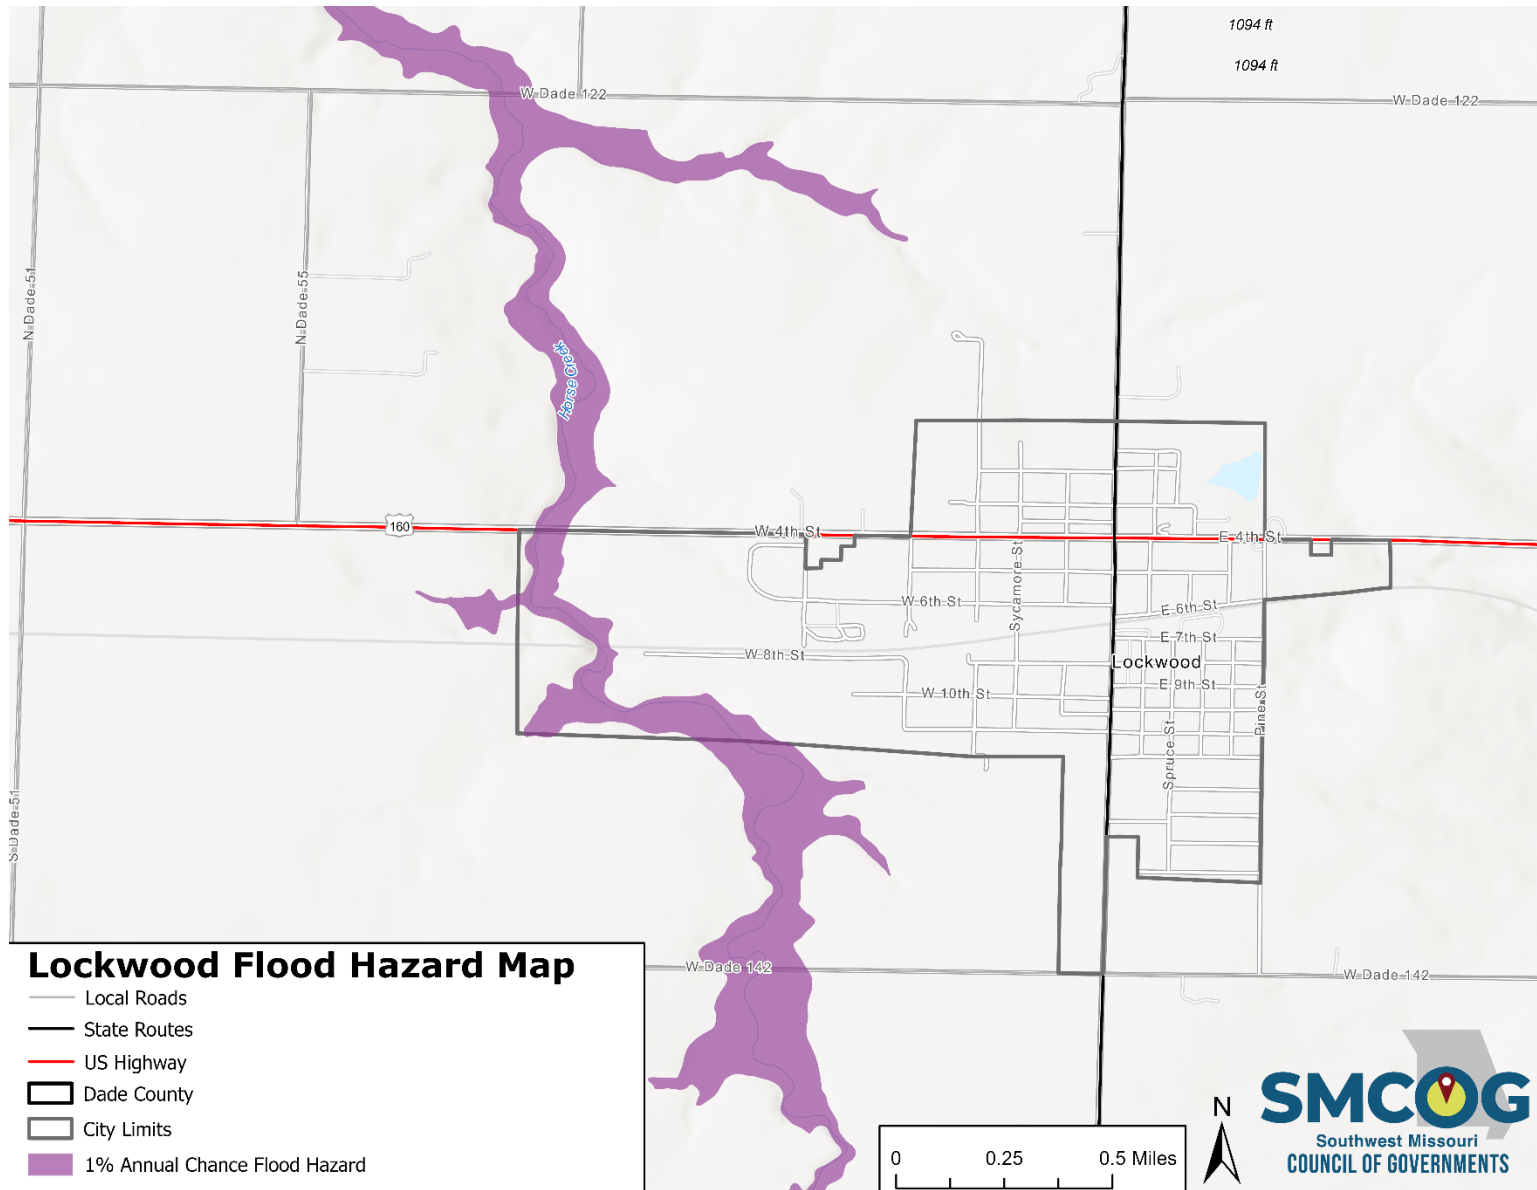 1094 ft
1094 ft
W Dade 122
W Dade 122
N Dade 51
N Dade 55
Horse Creek
160
W 4th St
E 4th St
Sycamore St
W 6th St
E 6th St
E 7th St
W 8th St
Lockwood
E 9th St
W 10th St
Pine St
Spruce St
S Dade 51
W Dade 142
W Dade 142
Lockwood Flood Hazard Map
Local Roads
State Routes
US Highway
Dade County
City Limits
1% Annual Chance Flood Hazard
0 0.25 0.5 Miles
N
SMCOG
Southwest Missouri
COUNCIL OF GOVERNMENTS